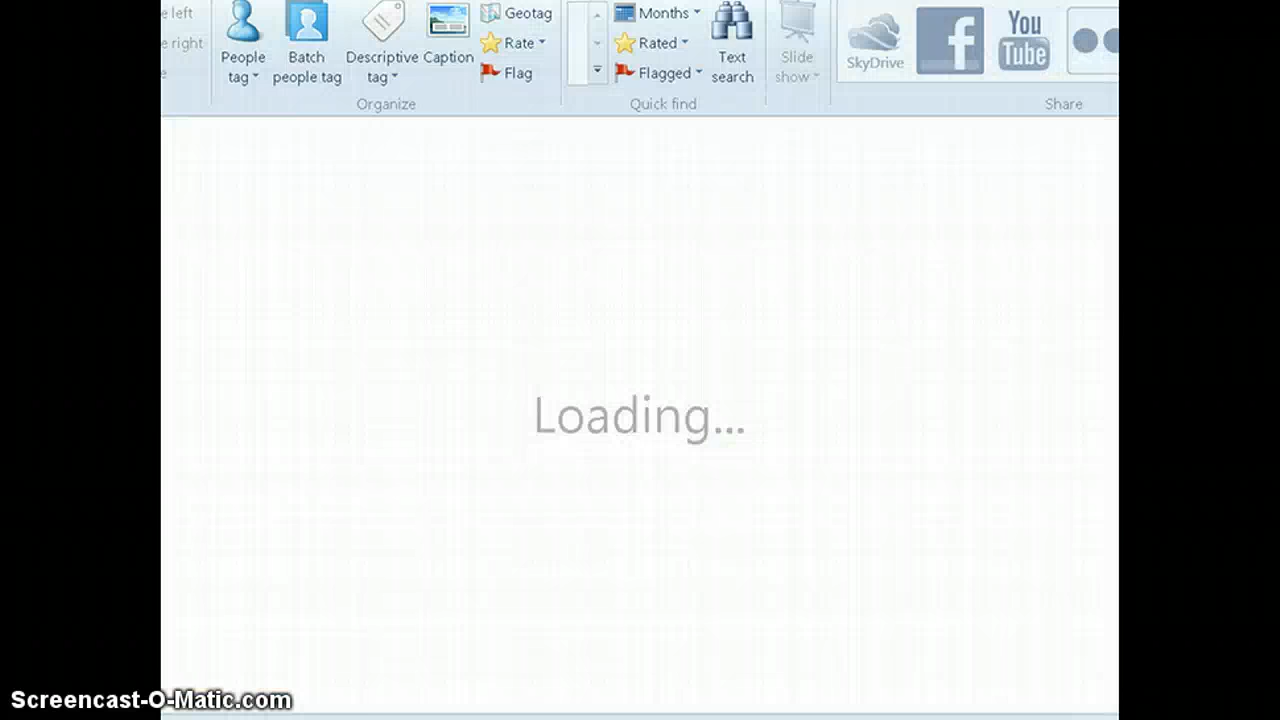 e left
e right
e
People tag
Batch people tag
Descriptive tag
Caption
Geotag
Rate
Flag
Organize
Months
Rated
Flagged
Text search
Quick find
Slide show
SkyDrive
f
You Tube
Share
Loading...
Screencast-O-Matic.com